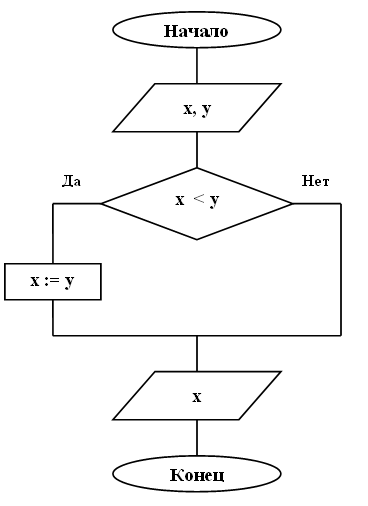 Начало
x, y
Да
x < y
Нет
x := y
x
Конец